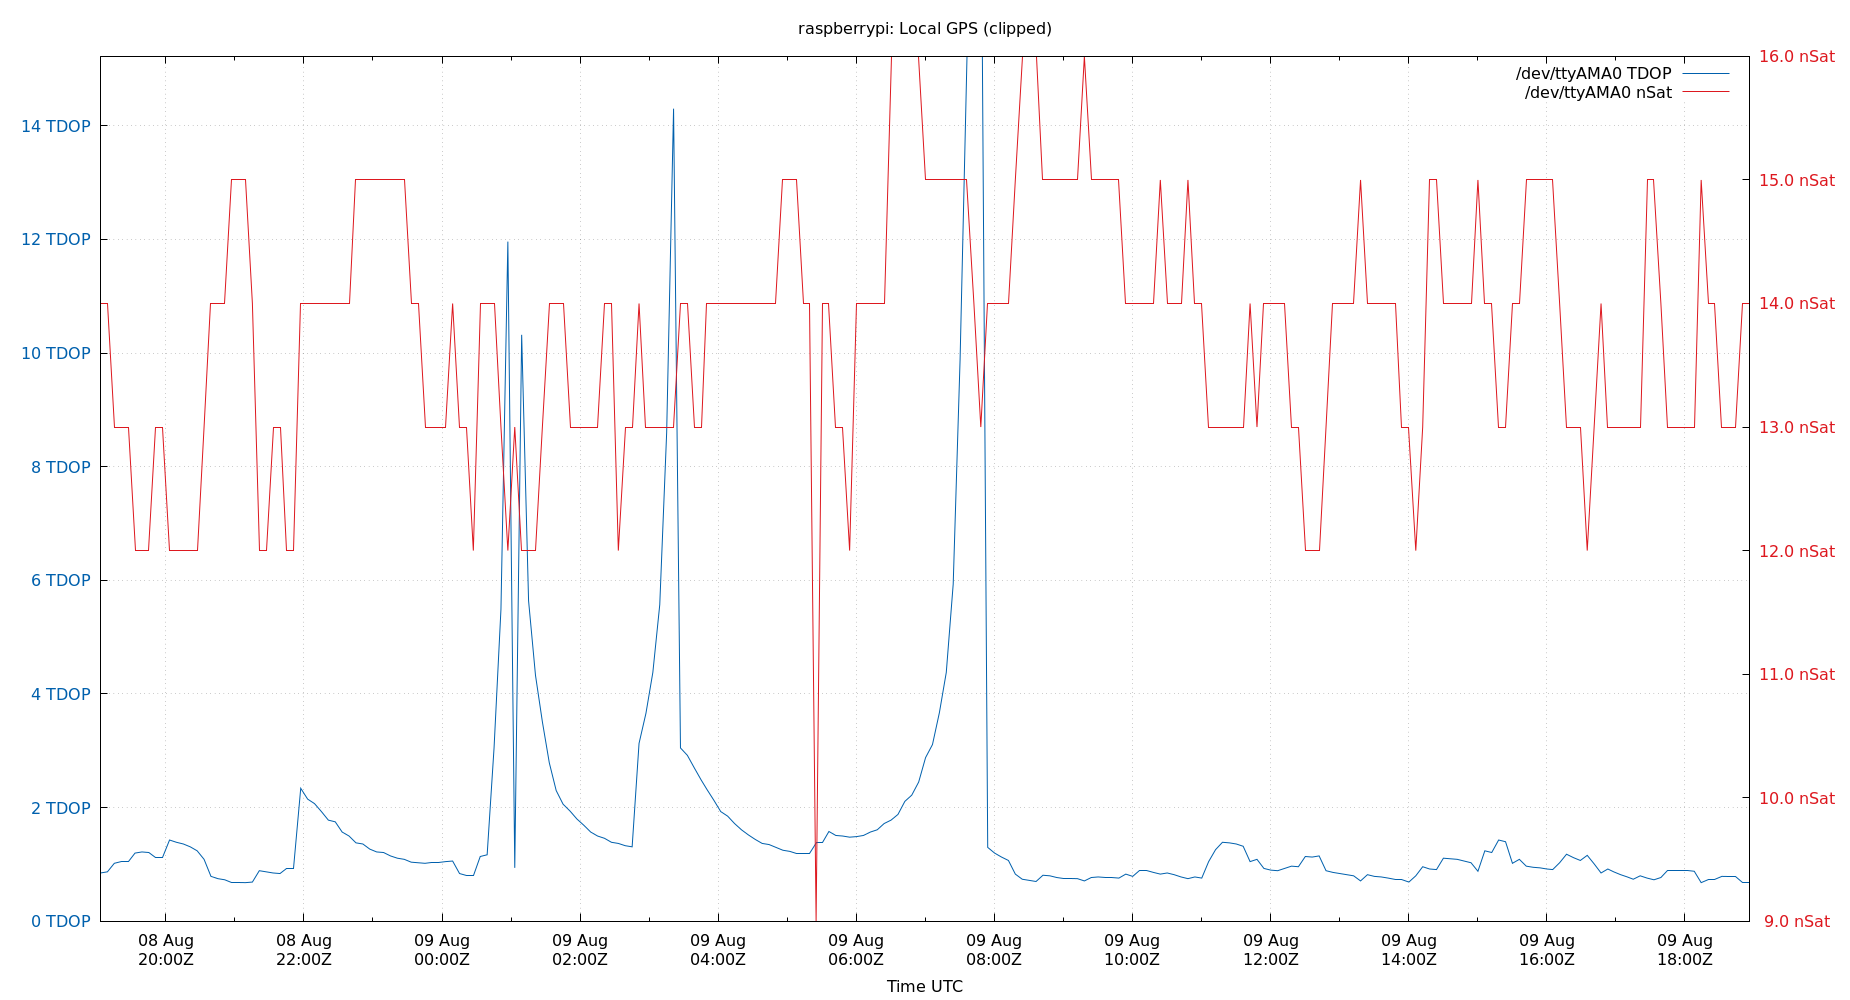 raspberrypi: Local GPS (clipped)
16.0 nSat
/dev/ttyAMA0 TDOP
/dev/ttyAMA0 nSat
14 TDOP
15.0 nSat
12 TDOP
14.0 nSat
10 TDOP
13.0 nSat
8 TDOP
12.0 nSat
6 TDOP
11.0 nSat
4 TDOP
10.0 nSat
2 TDOP
0 TDOP
9.0 nSat
08 Aug 08 Aug 09 Aug 09 Aug 09 Aug 09 Aug 09 Aug 09 Aug 09 Aug 09 Aug 09 Aug 09 Aug
20:00Z 22:00Z 00:00Z 02:00Z 04:00Z 06:00Z 08:00Z 10:00Z 12:00Z 14:00Z 16:00Z 18:00Z
Time UTC